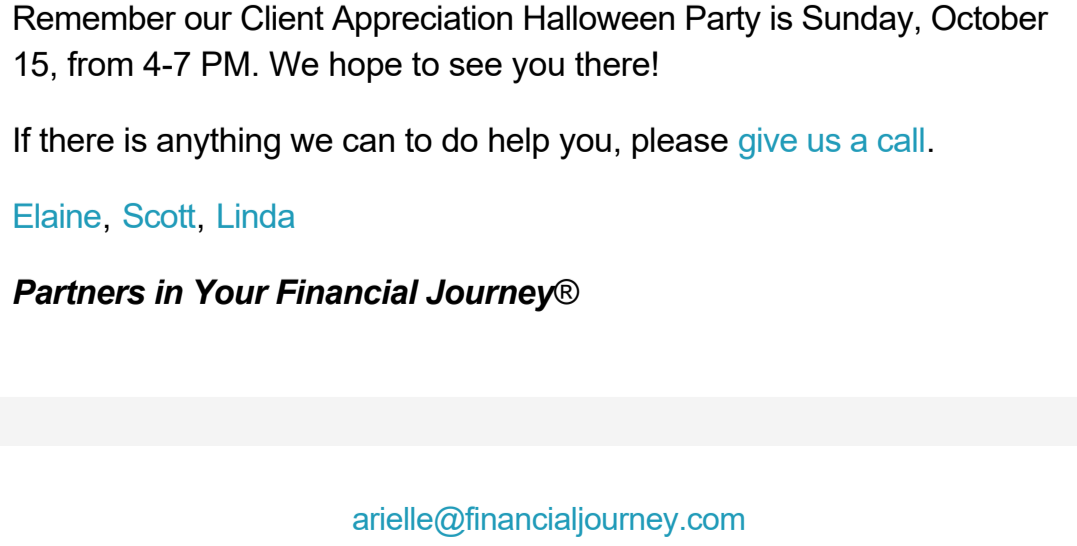 Remember our Client Appreciation Halloween Party is Sunday, October
15, from 4-7 PM. We hope to see you there!
If there is anything we can to do help you, please give us a call.
Elaine, Scott, Linda
Partners in Your Financial Journey®
arielle@financialjourney.com